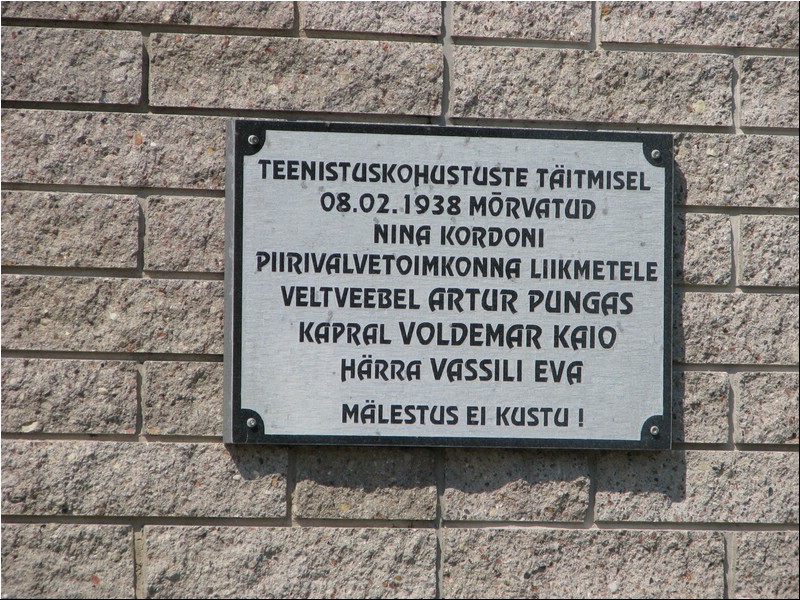 TEENISTUSKOHUSTUSTE TÄITMISEL
08.02.1938 MÕRVATUD
NINA KORDONI
PIIRIVALVETOIMKONNA LIIKMETELE
VELTVEEBEL ARTUR PUNGAS
KAPRAL VOLDEMAR KAIO
HÄRRA VASSILI EVA
MÄLESTUS EI KUSTU !